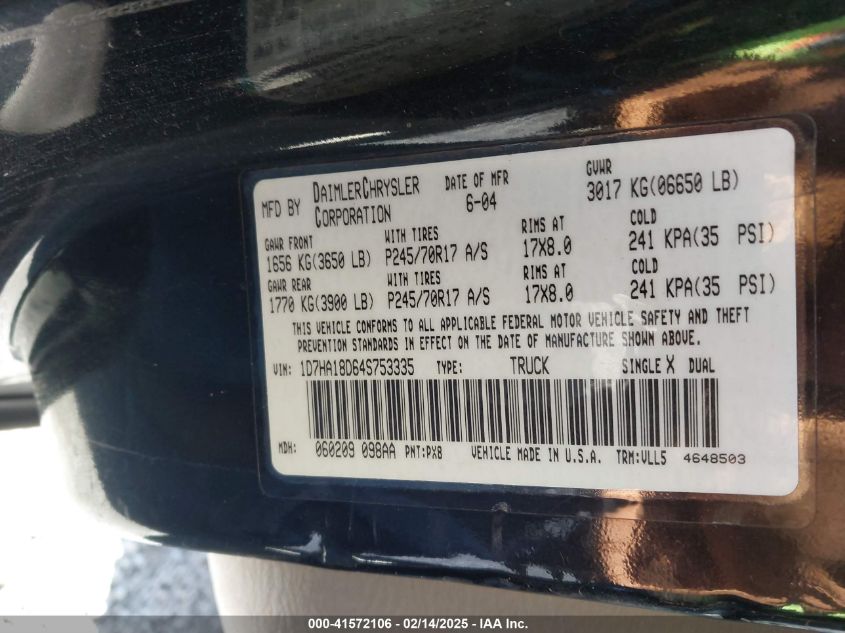 MFD BY DAIMLERCHRYSLER CORPORATION DATE OF MFR 6-04 GVWR 3017 KG(06650 LB)
GAWR FRONT WITH TIRES RIMS AT COLD
1656 KG(3650 LB) P245/70R17 A/S 17X8.0 241 KPA(35 PSI)
GAWR REAR WITH TIRES RIMS AT COLD
1770 KG(3900 LB) P245/70R17 A/S 17X8.0 241 KPA(35 PSI)
THIS VEHICLE CONFORMS TO ALL APPLICABLE FEDERAL MOTOR VEHICLE SAFETY AND THEFT
PREVENTION STANDARDS IN EFFECT ON THE DATE OF MANUFACTURE SHOWN ABOVE.
VIN: 1D7HA18D64S753335 TYPE: TRUCK SINGLE X DUAL
MDH: 060209 098AA PNT:PX8 VEHICLE MADE IN U.S.A. TRM:VLL5 4648503
000-41572106 - 02/14/2025 - IAA Inc.